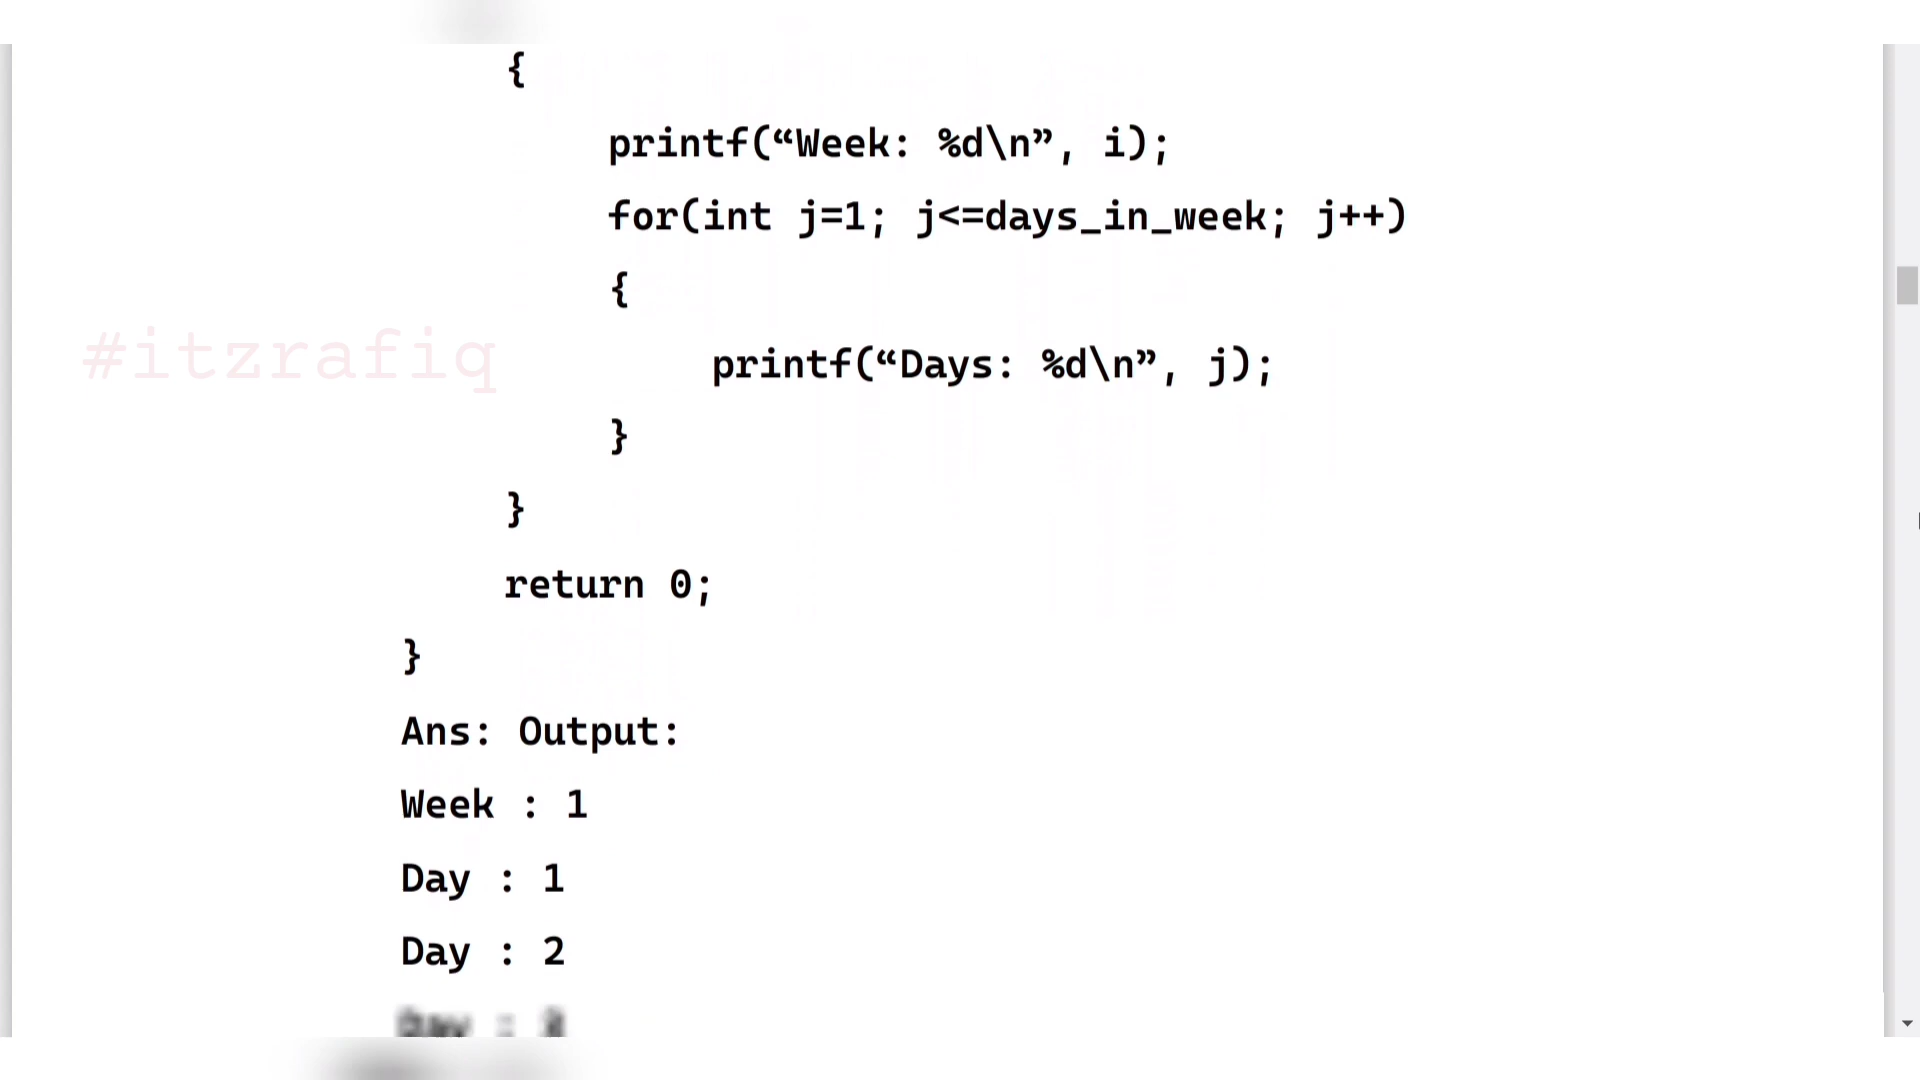 {
printf(“Week: %d\n”, i);
for(int j=1; j<=days_in_week; j++)
{
#itzrafiq
printf(“Days: %d\n”, j);
}
}
return 0;
}
Ans: Output:
Week : 1
Day : 1
Day : 2
Day :